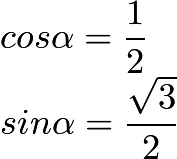 cosα = 1/2
sinα = √3/2